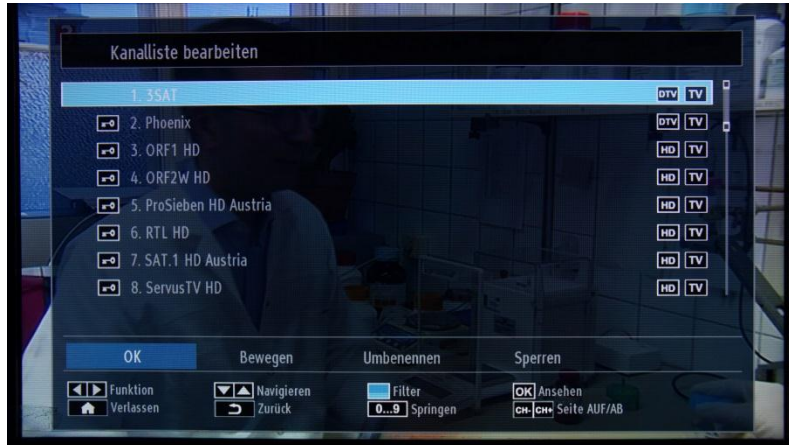 Kanalliste bearbeiten
1. 3SAT DTV TV
2. Phoenix DTV TV
3. ORF1 HD HD TV
4. ORF2W HD HD TV
5. ProSieben HD Austria HD TV
6. RTL HD HD TV
7. SAT.1 HD Austria HD TV
8. ServusTV HD HD TV
OK Bewegen Umbenennen Sperren
Funktion Navigieren Filter OK Ansehen
Verlassen Zurück 0...9 Springen CH- CH+ Seite AUF/AB